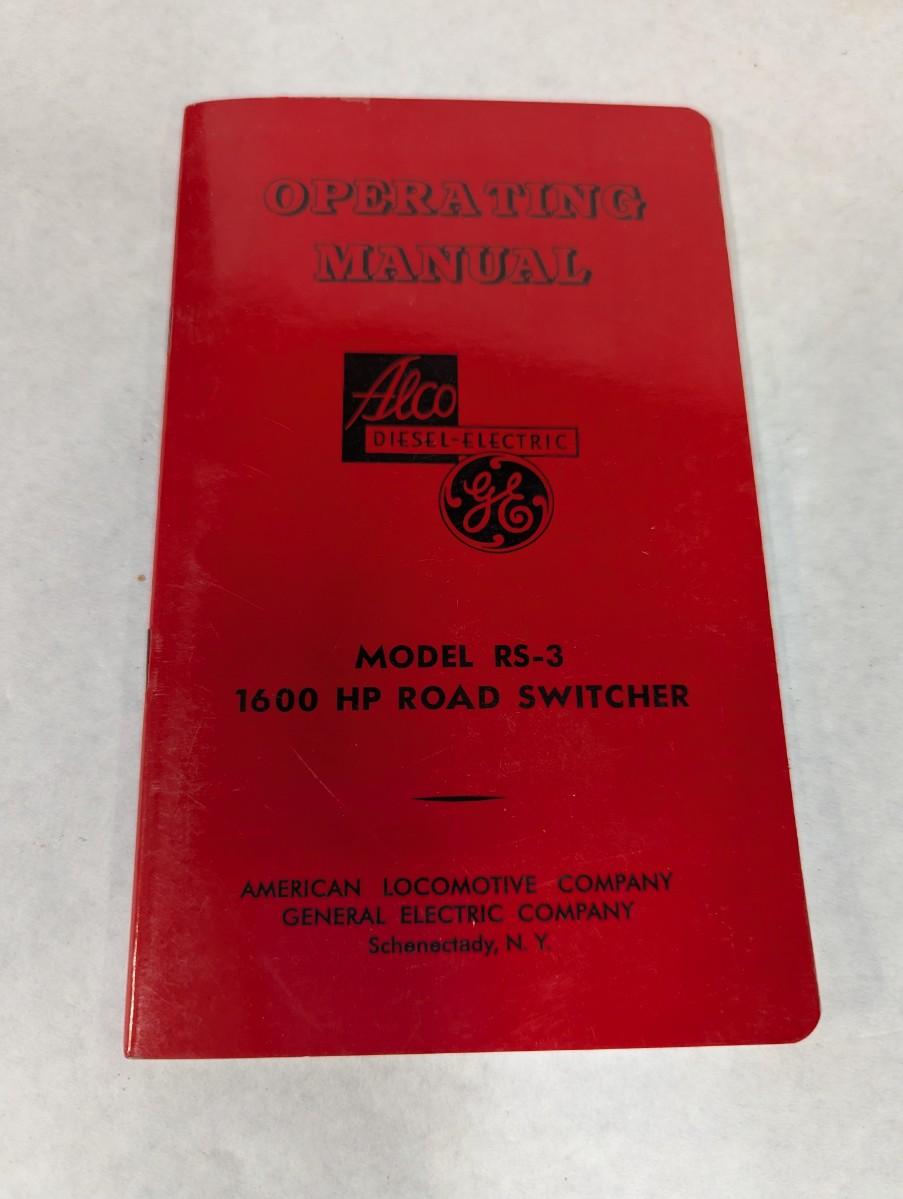 OPERATING
MANUAL
Alco
DIESEL-ELECTRIC
GE
MODEL RS-3
1600 HP ROAD SWITCHER
AMERICAN LOCOMOTIVE COMPANY
GENERAL ELECTRIC COMPANY
Schenectady, N. Y.